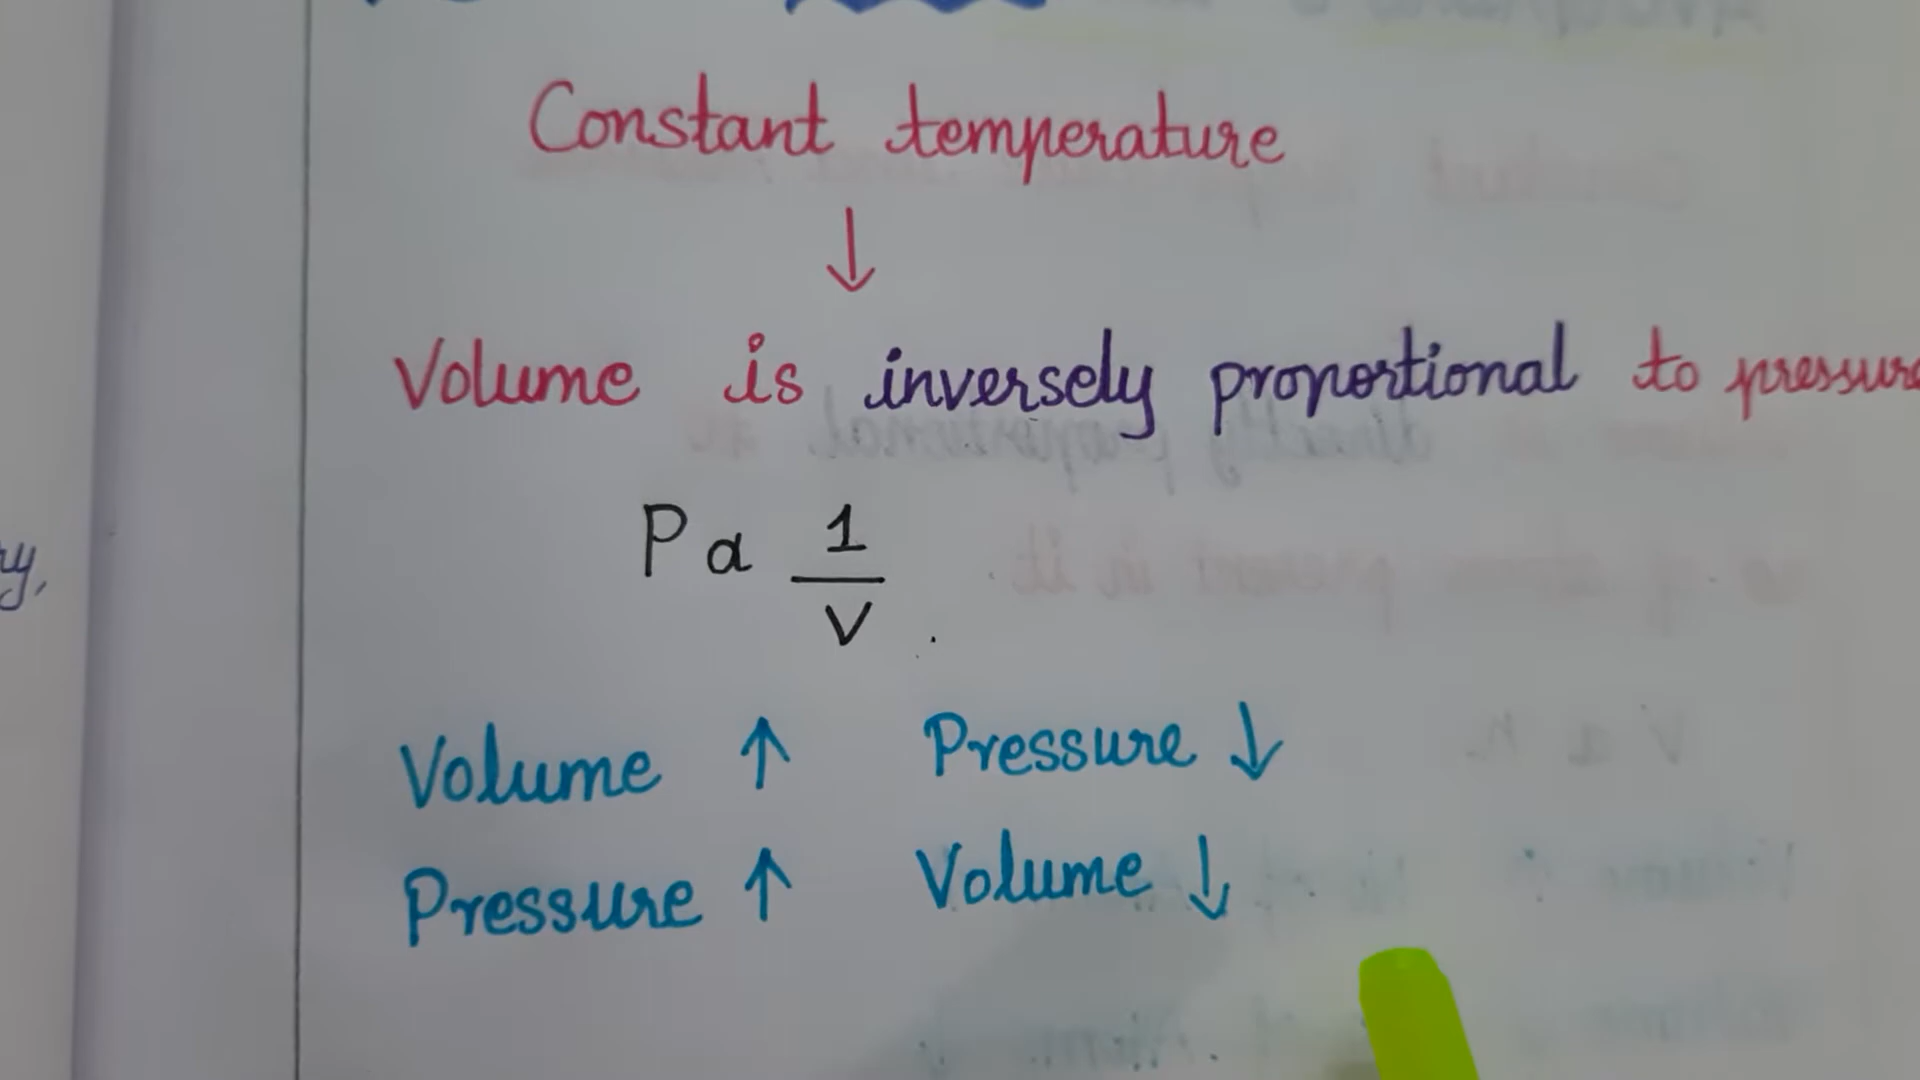 Constant temperature
↓
Volume is inversely proportional to pressure
P α 1/V
Volume ↑ Pressure ↓
Pressure ↑ Volume ↓